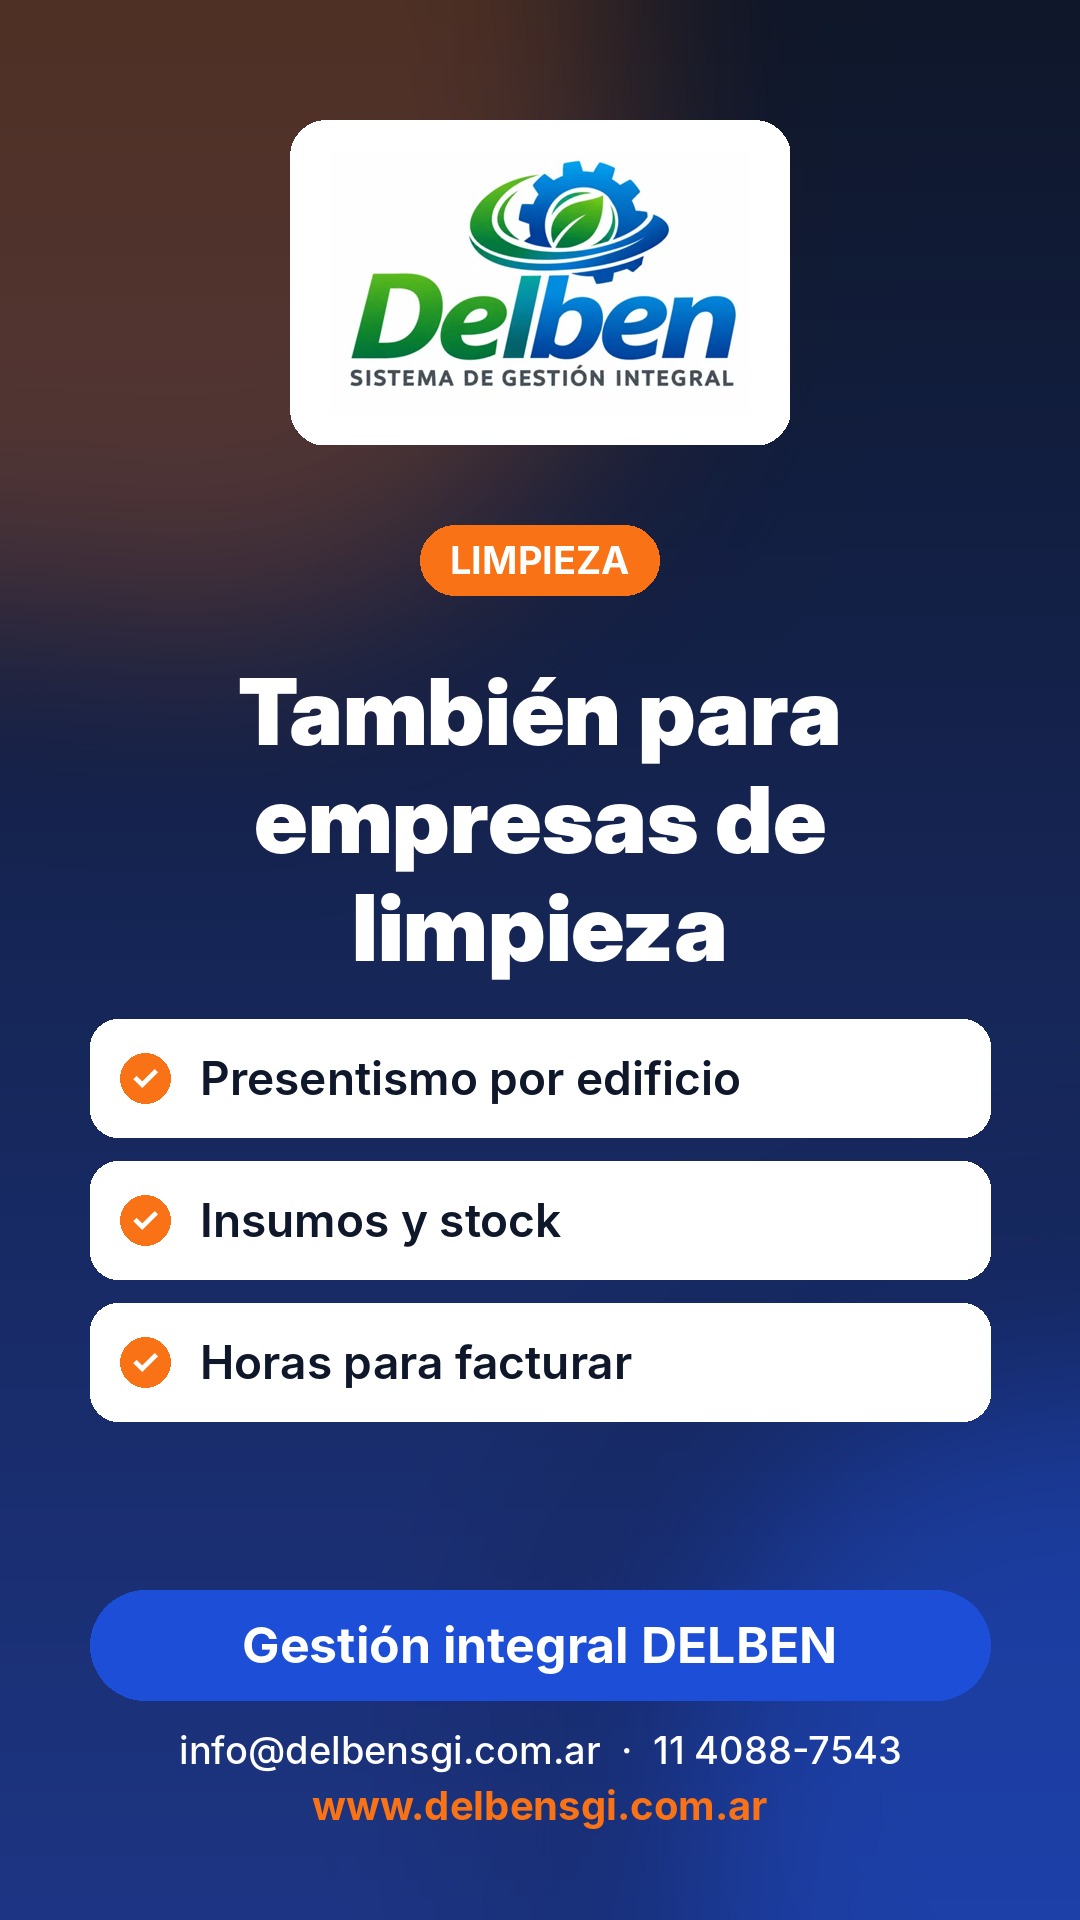 Delben
SISTEMA DE GESTIÓN INTEGRAL
LIMPIEZA
También para
empresas de
limpieza
Presentismo por edificio
Insumos y stock
Horas para facturar
Gestión integral DELBEN
info@delbensgi.com.ar · 11 4088-7543
www.delbensgi.com.ar